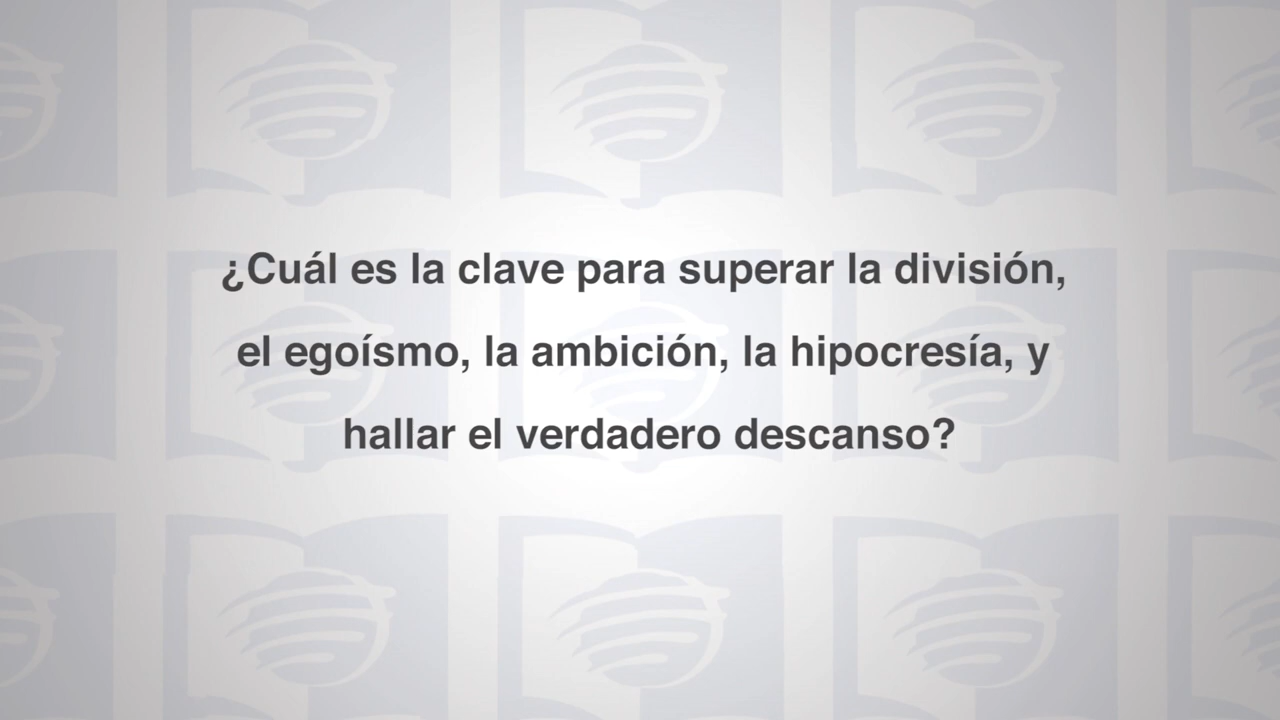 ¿Cuál es la clave para superar la división,
el egoísmo, la ambición, la hipocresía, y
hallar el verdadero descanso?